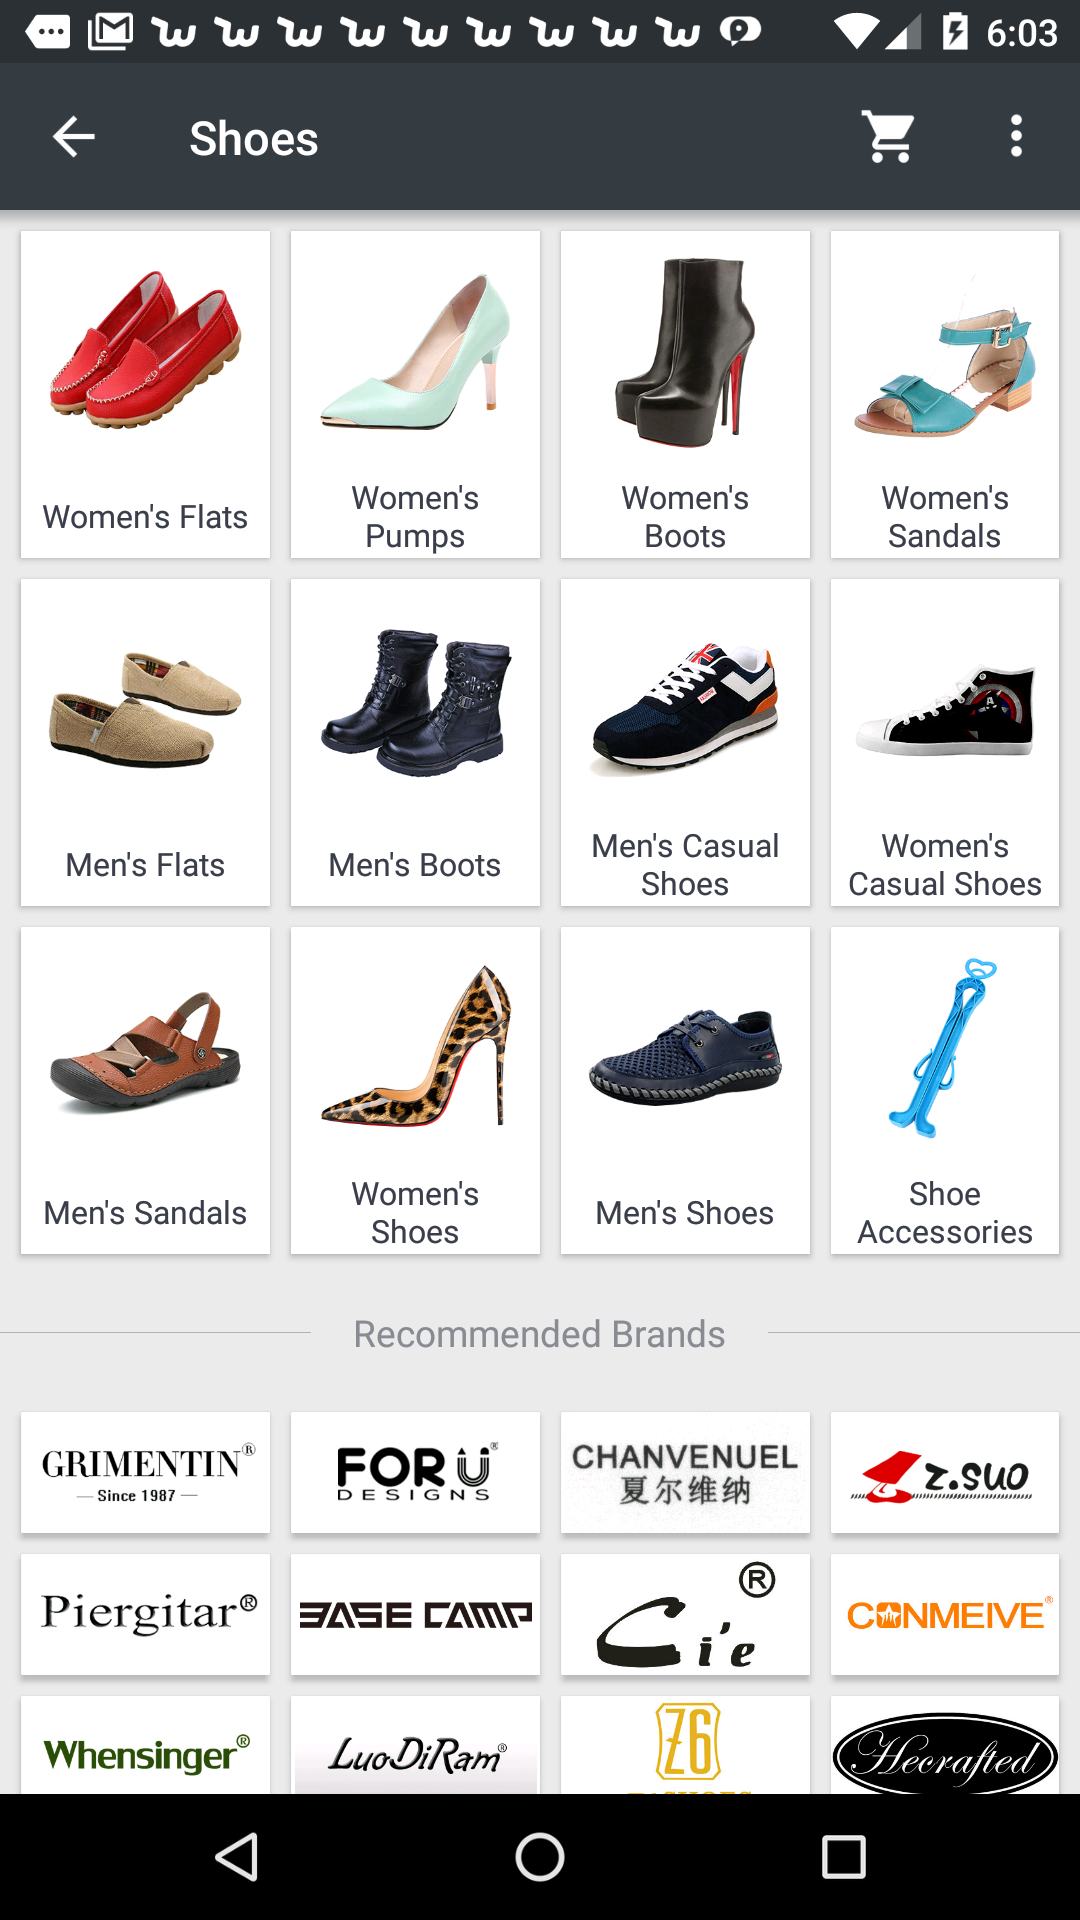 6:03
Shoes
Women's Flats
Women's
Pumps
Women's
Boots
Women's
Sandals
Men's Flats
Men's Boots
Men's Casual
Shoes
Women's
Casual Shoes
Men's Sandals
Women's
Shoes
Men's Shoes
Shoe
Accessories
Recommended Brands
GRIMENTIN®
Since 1987
FOR U®
DESIGNS
CHANVENUEL
夏尔维纳
Z.SUO
Piergitar®
BASE CAMP
Ci'e®
CONMEIVE®
Whensinger®
LuoDiRam®
Z6
Hecrafted